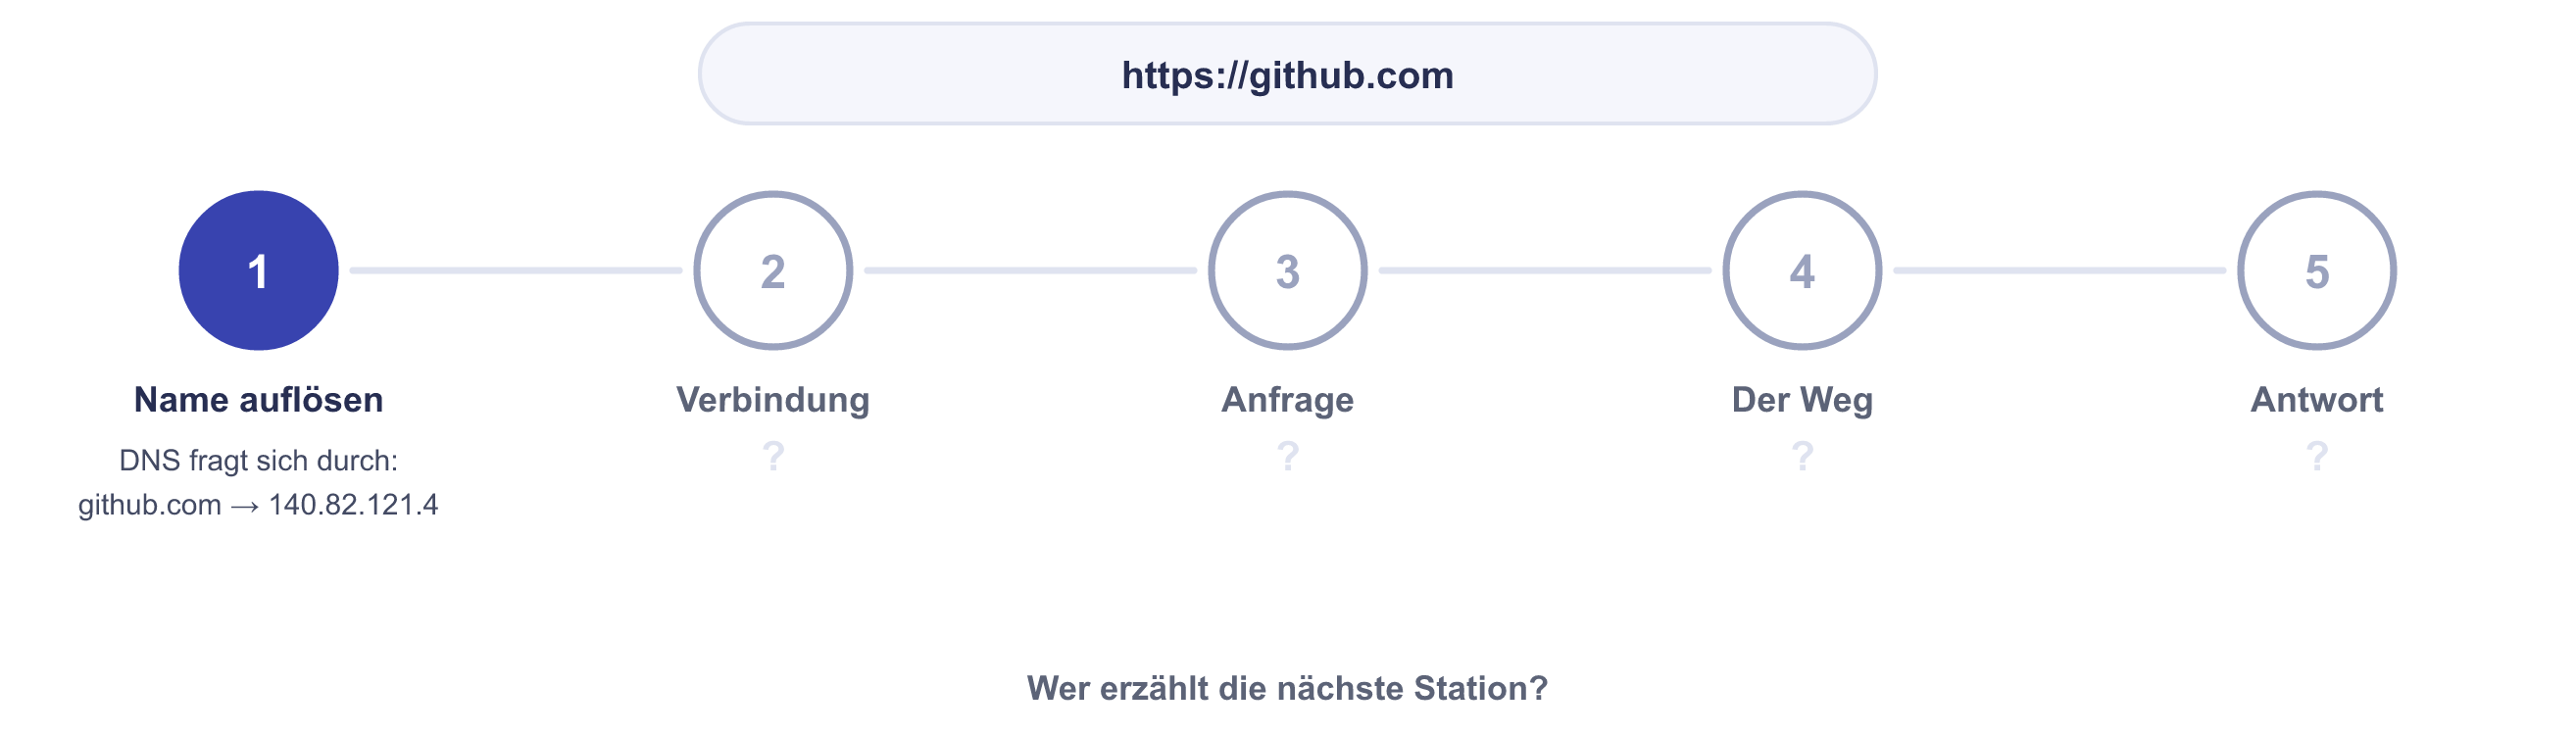 https://github.com
1
2
3
4
5
Name auflösen
Verbindung
Anfrage
Der Weg
Antwort
DNS fragt sich durch:
github.com → 140.82.121.4
?
?
?
?
Wer erzählt die nächste Station?